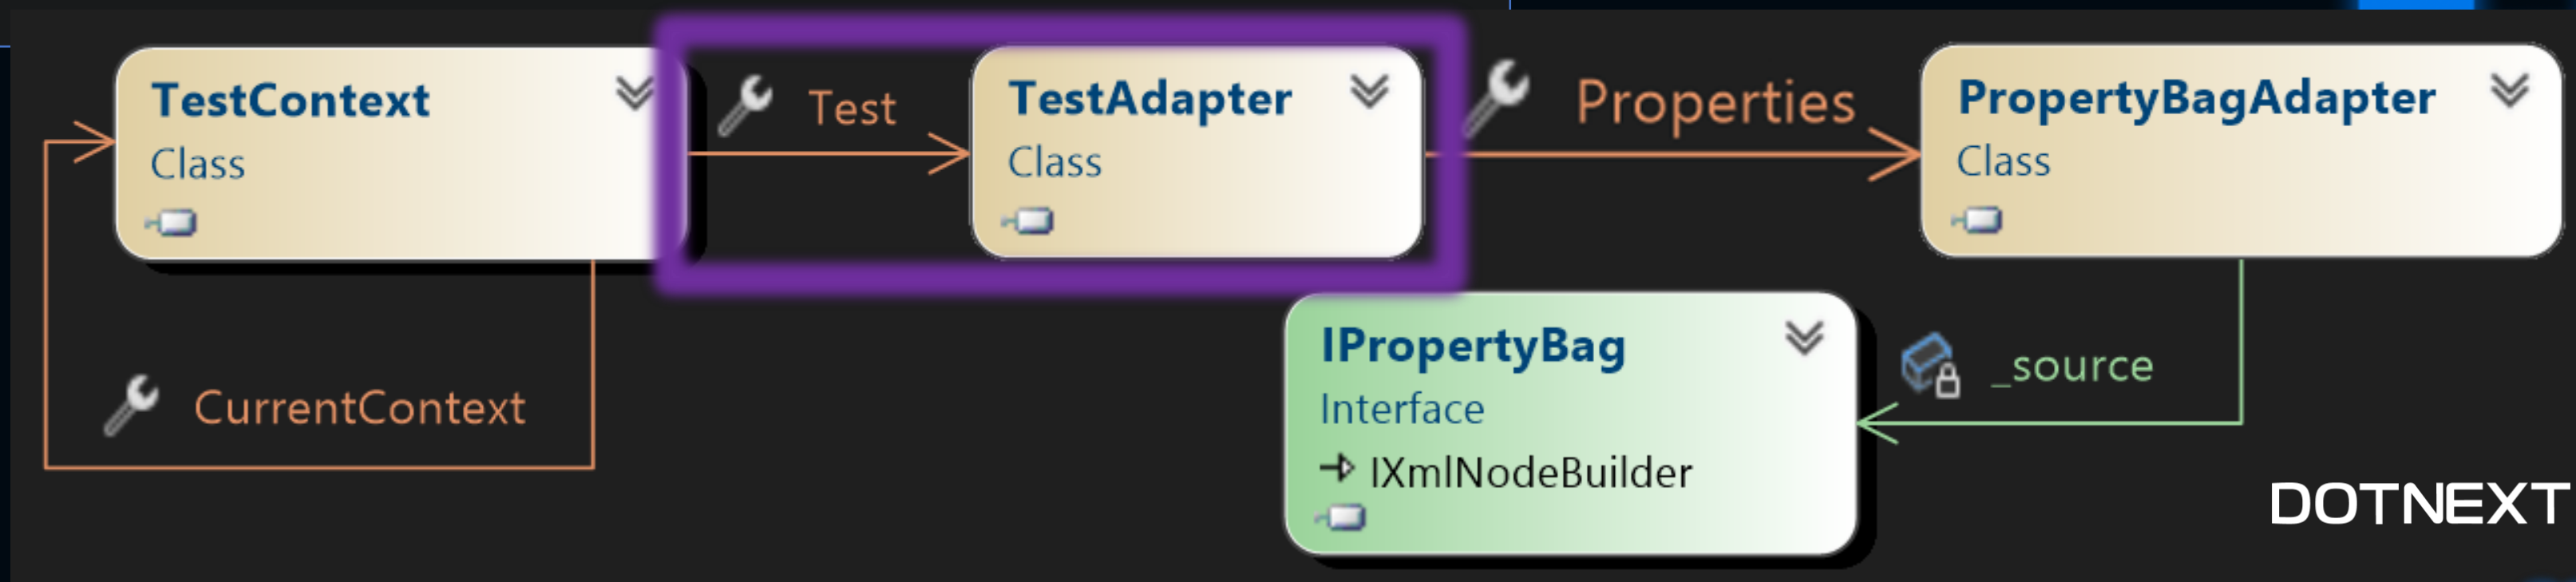 TestContext
Class
Test
TestAdapter
Class
Properties
PropertyBagAdapter
Class
CurrentContext
IPropertyBag
Interface
IXmlNodeBuilder
_source
DOTNEXT